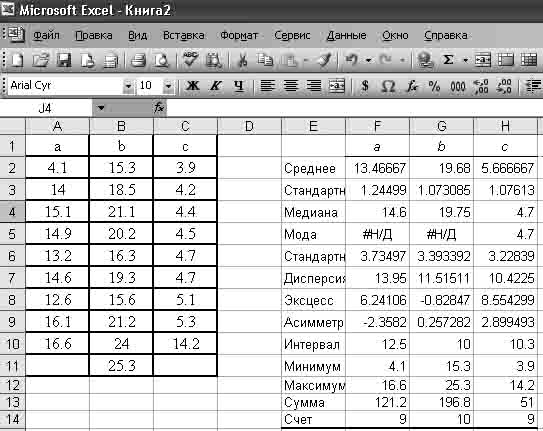 Microsoft Excel - Книга2
Файл Правка Вид Вставка Формат Сервис Данные Окно Справка
Arial Cyr 10 Ж К Ч $ % 000
J4 fx
A B C D E F G H
1 a b c a b c
2 4.1 15.3 3.9 Среднее 13.46667 19.68 5.666667
3 14 18.5 4.2 Стандартн 1.24499 1.073085 1.07613
4 15.1 21.1 4.4 Медиана 14.6 19.75 4.7
5 14.9 20.2 4.5 Мода #Н/Д #Н/Д 4.7
6 13.2 16.3 4.7 Стандартн 3.73497 3.393392 3.22839
7 14.6 19.3 4.7 Дисперсия 13.95 11.51511 10.4225
8 12.6 15.6 5.1 Эксцесс 6.24106 -0.82847 8.554299
9 16.1 21.2 5.3 Асимметр -2.3582 0.257282 2.899493
10 16.6 24 14.2 Интервал 12.5 10 10.3
11 25.3 Минимум 4.1 15.3 3.9
12 Максимум 16.6 25.3 14.2
13 Сумма 121.2 196.8 51
14 Счет 9 10 9